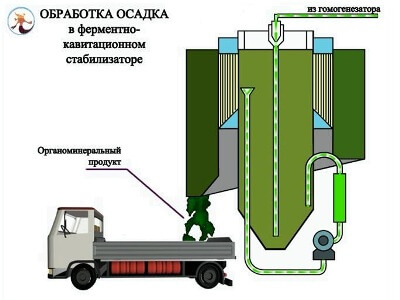 ОБРАБОТКА ОСАДКА
в ферментно-
кавитационном
стабилизаторе
из гомогенезатора
Органоминеральный
продукт